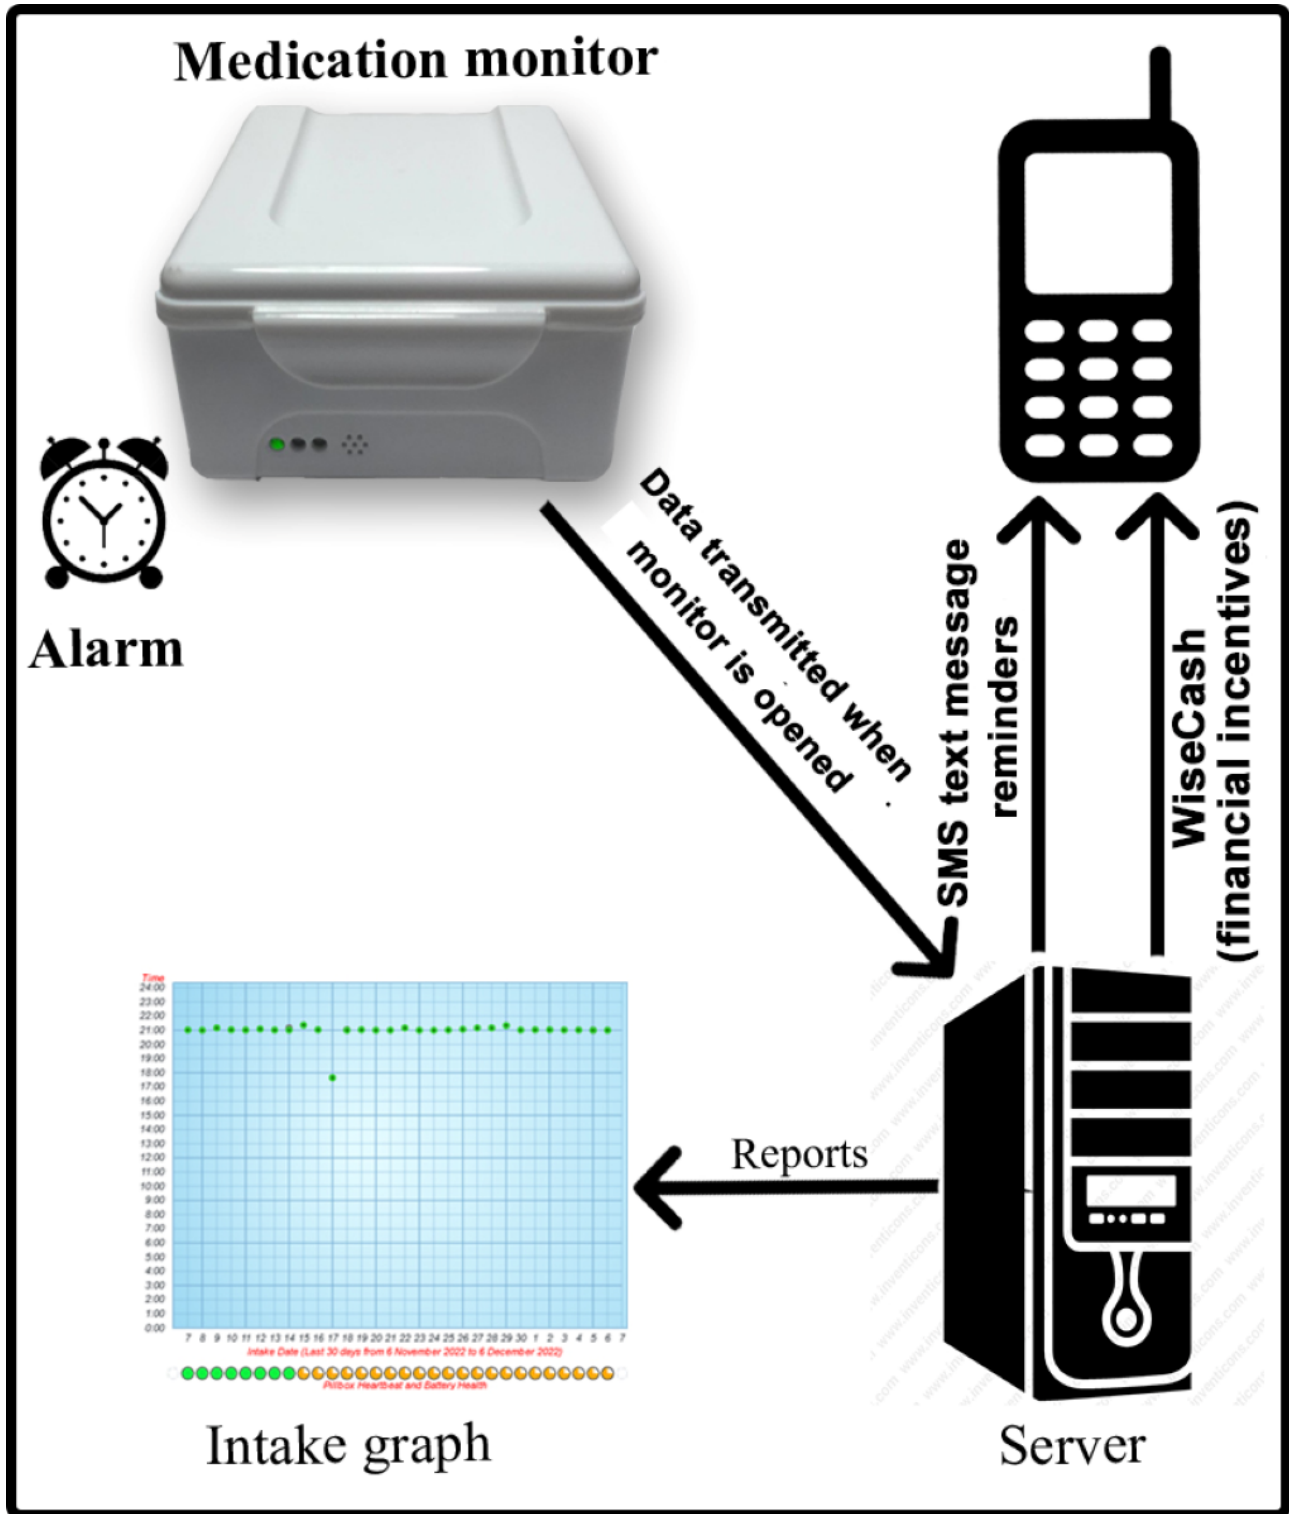 Medication monitor
Alarm
Data transmitted when
monitor is opened
SMS text message
reminders
WiseCash
(financial incentives)
Reports
Time
24:00
23:00
22:00
21:00
20:00
19:00
18:00
17:00
16:00
15:00
14:00
13:00
12:00
11:00
10:00
9:00
8:00
7:00
6:00
5:00
4:00
3:00
2:00
1:00
0:00
7 8 9 10 11 12 13 14 15 16 17 18 19 20 21 22 23 24 25 26 27 28 29 30 1 2 3 4 5 6 7
Intake Date (Last 30 days from 6 November 2022 to 6 December 2022)
Pillbox Heartbeat and Battery Health
Intake graph
Server
www.inventicons.com